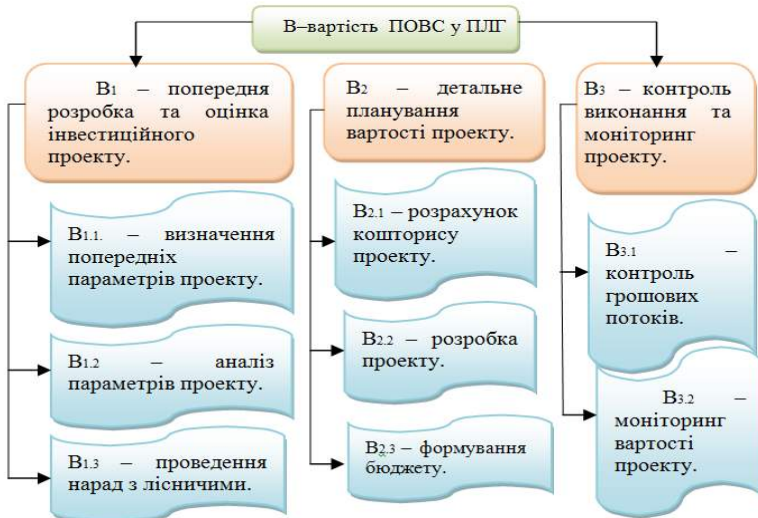 В–вартість ПОВС у ПЛГ
В1 – попередня
розробка та оцінка
інвестиційного
проекту.
В1.1. – визначення
попередніх
параметрів проекту.
В1.2 – аналіз
параметрів проекту.
В1.3 – проведення
нарад з лісничими.
В2 – детальне
планування
вартості проекту.
В2.1 – розрахунок
кошторису
проекту.
В2.2 – розробка
проекту.
В2.3 – формування
бюджету.
В3 – контроль
виконання та
моніторинг
проекту.
В3.1 –
контроль
грошових
потоків.
В3.2 –
моніторинг
вартості
проекту.